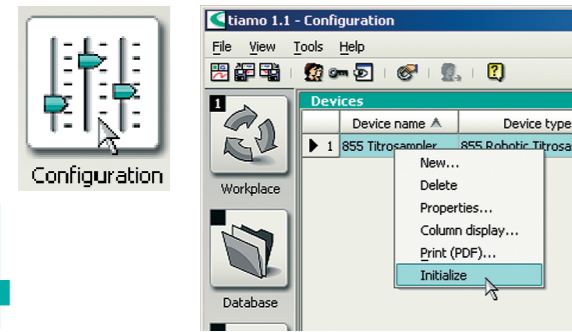 Configuration
tiamo 1.1 - Configuration
File View Tools Help
1
Devices
Device name Device type
1 855 Titrosampler 855 Robotic Titrosa
New...
Delete
Properties...
Column display...
Print (PDF)...
Initialize
Workplace
Database